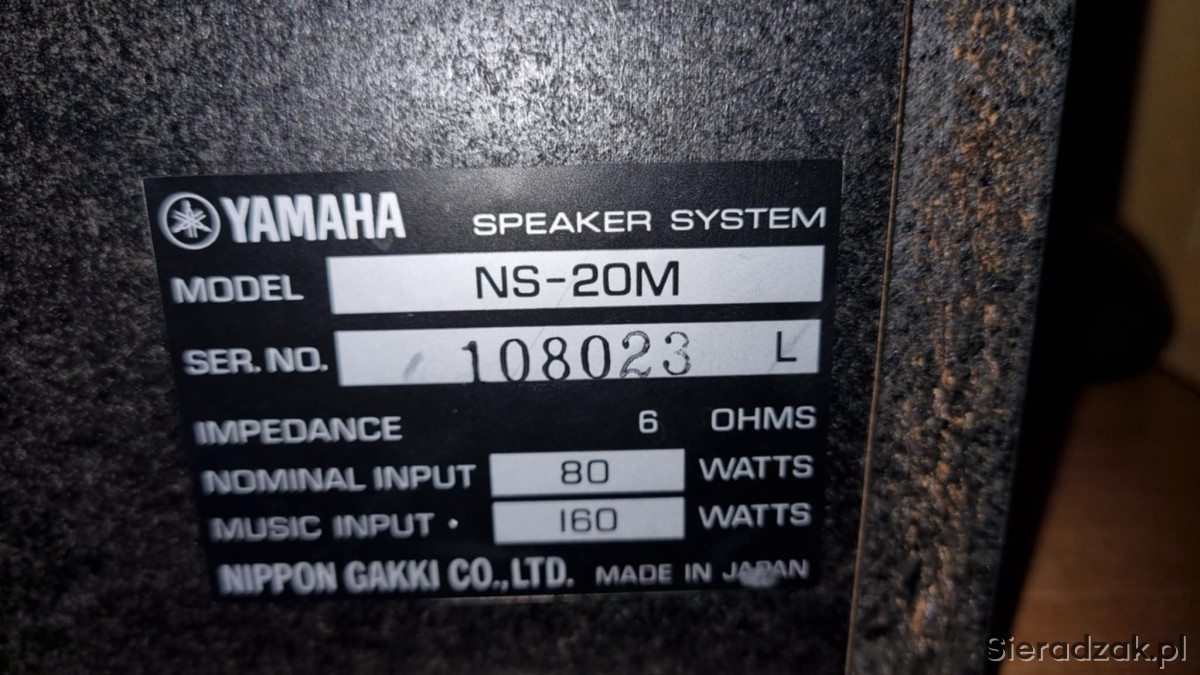 YAMAHA SPEAKER SYSTEM
MODEL NS-20M
SER. NO. 108023 L
IMPEDANCE 6 OHMS
NOMINAL INPUT 80 WATTS
MUSIC INPUT · 160 WATTS
NIPPON GAKKI CO., LTD. MADE IN JAPAN
Sieradzak.pl